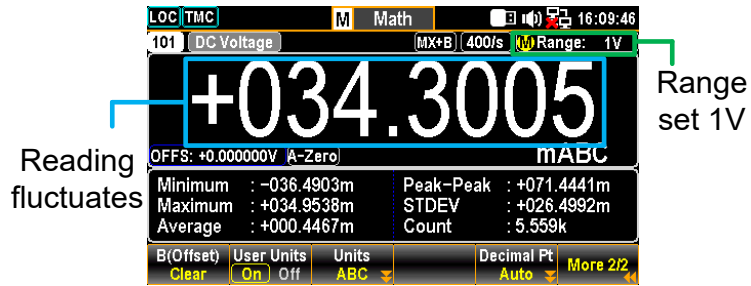 LOC TMC M Math 16:09:46
101 DC Voltage MX+B 400/s M Range: 1V
+034.3005
OFFS: +0.000000V A-Zero mABC
Range
set 1V
Reading
fluctuates
Minimum : -036.4903m Peak-Peak : +071.4441m
Maximum : +034.9538m STDEV : +026.4992m
Average : +000.4467m Count : 5.559k
B(Offset) User Units Units Decimal Pt More 2/2
Clear On Off ABC Auto